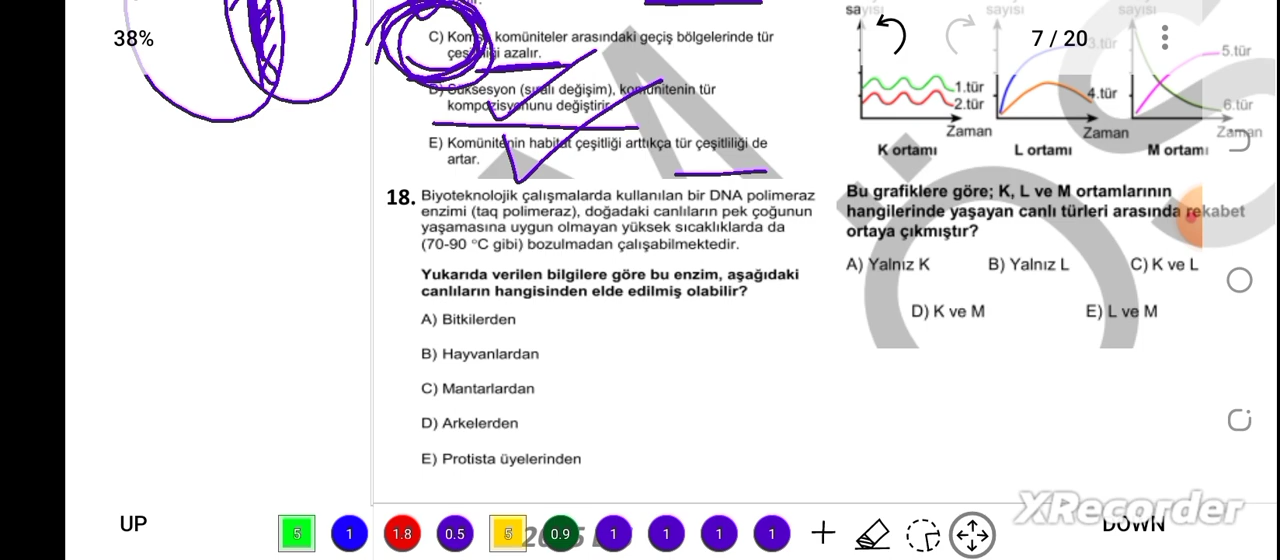 38%
C) Komşu komüniteler arasındaki geçiş bölgelerinde tür
çeşitliliği azalır.
D) Süksesyon (sıralı değişim), komünitenin tür
kompozisyonunu değiştirir.
E) Komünitenin habitat çeşitliği arttıkça tür çeşitliliği de
artar.
18. Biyoteknolojik çalışmalarda kullanılan bir DNA polimeraz
enzimi (taq polimeraz), doğadaki canlıların pek çoğunun
yaşamasına uygun olmayan yüksek sıcaklıklarda da
(70-90 °C gibi) bozulmadan çalışabilmektedir.
Yukarıda verilen bilgilere göre bu enzim, aşağıdaki
canlıların hangisinden elde edilmiş olabilir?
A) Bitkilerden
B) Hayvanlardan
C) Mantarlardan
D) Arkelerden
E) Protista üyelerinden
7 / 20
sayısı
sayısı
sayısı
1.tür
2.tür
Zaman
K ortamı
3.tür
4.tür
Zaman
L ortamı
5.tür
6.tür
Zaman
M ortamı
Bu grafiklere göre; K, L ve M ortamlarının
hangilerinde yaşayan canlı türleri arasında rekabet
ortaya çıkmıştır?
A) Yalnız K B) Yalnız L C) K ve L
D) K ve M E) L ve M
XRecorder
UP
5 1 1.8 0.5 5 0.9 1 1 1 1
DOWN